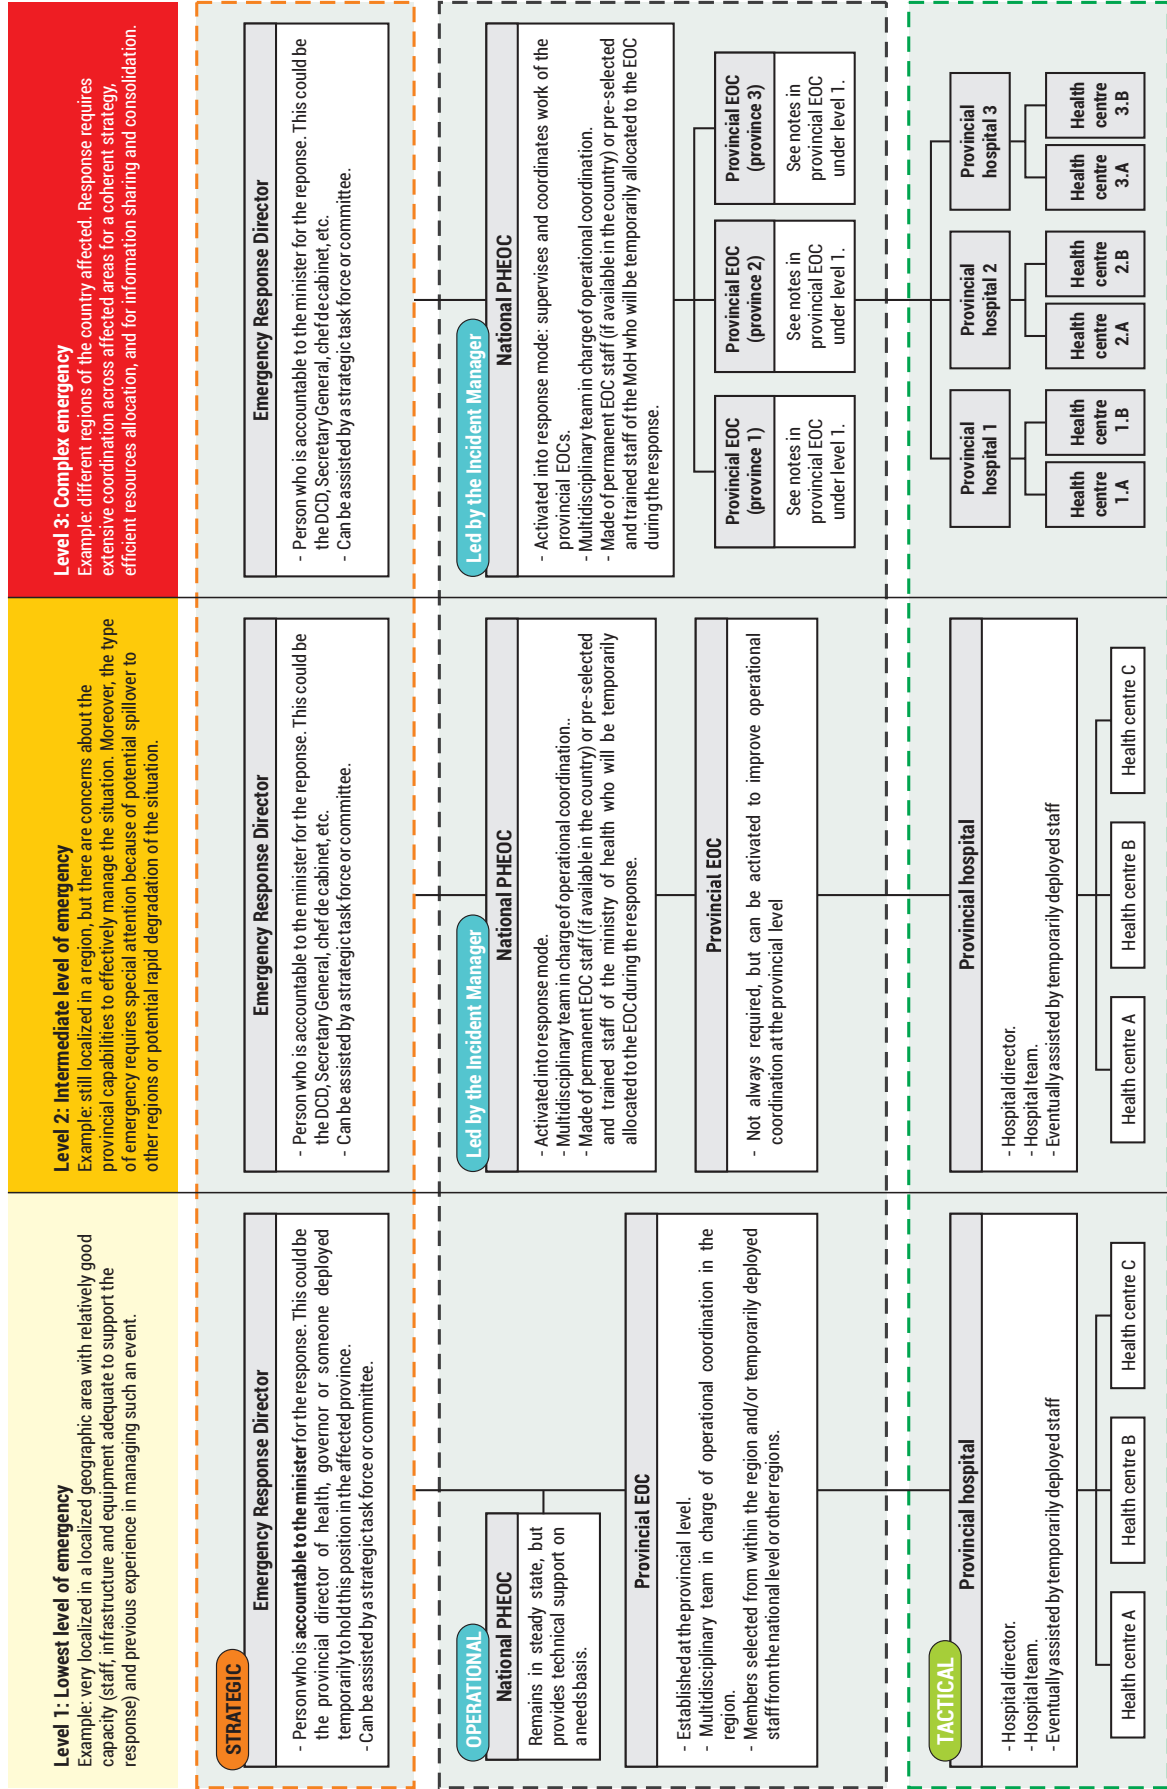 Level 1: Lowest level of emergency
Example: very localized in a localized geographic area with relatively good
capacity (staff, infrastructure and equipment adequate to support the
response) and previous experience in managing such an event.
Level 2: Intermediate level of emergency
Example: still localized in a region, but there are concerns about the
provincial capabilities to effectively manage the situation. Moreover, the type
of emergency requires special attention because of potential spillover to
other regions or potential rapid degradation of the situation.
Level 3: Complex emergency
Example: different regions of the country affected. Response requires
extensive coordination across affected areas for a coherent strategy,
efficient resources allocation, and for information sharing and consolidation.
STRATEGIC
Emergency Response Director
- Person who is accountable to the minister for the response. This could be
the provincial director of health, governor or someone deployed
temporarily to hold this position in the affected province.
- Can be assisted by a strategic task force or committee.
Emergency Response Director
- Person who is accountable to the minister for the reponse. This could be
the DCD, Secretary General, chef de cabinet, etc.
- Can be assisted by a strategic task force or committee.
Emergency Response Director
- Person who is accountable to the minister for the reponse. This could be
the DCD, Secretary General, chef de cabinet, etc.
- Can be assisted by a strategic task force or committee.
OPERATIONAL
National PHEOC
Remains in steady state, but
provides technical support on
a needs basis.
Provincial EOC
- Established at the provincial level.
- Multidisciplinary team in charge of operational coordination in the
region.
- Members selected from within the region and/or temporarily deployed
staff from the national level or other regions.
Led by the Incident Manager
National PHEOC
- Activated into response mode.
- Multidisciplinary team in charge of operational coordination..
- Made of permanent EOC staff (if available in the country) or pre-selected
and trained staff of the ministry of health who will be temporarily
allocated to the EOC during the response.
Provincial EOC
- Not always required, but can be activated to improve operational
coordination at the provincial level
Led by the Incident Manager
National PHEOC
- Activated into response mode: supervises and coordinates work of the
provincial EOCs.
- Multidisciplinary team in charge of operational coordination.
- Made of permanent EOC staff (if available in the country) or pre-selected
and trained staff of the MoH who will be temporarily allocated to the EOC
during the response.
Provincial EOC
(province 1)
See notes in
provincial EOC
under level 1.
Provincial EOC
(province 2)
See notes in
provincial EOC
under level 1.
Provincial EOC
(province 3)
See notes in
provincial EOC
under level 1.
TACTICAL
Provincial hospital
- Hospital director.
- Hospital team.
- Eventually assisted by temporarily deployed staff
Health centre A
Health centre B
Health centre C
Provincial hospital
- Hospital director.
- Hospital team.
- Eventually assisted by temporarily deployed staff
Health centre A
Health centre B
Health centre C
Provincial
hospital 1
Provincial
hospital 2
Provincial
hospital 3
Health
centre
1.A
Health
centre
1.B
Health
centre
2.A
Health
centre
2.B
Health
centre
3.A
Health
centre
3.B